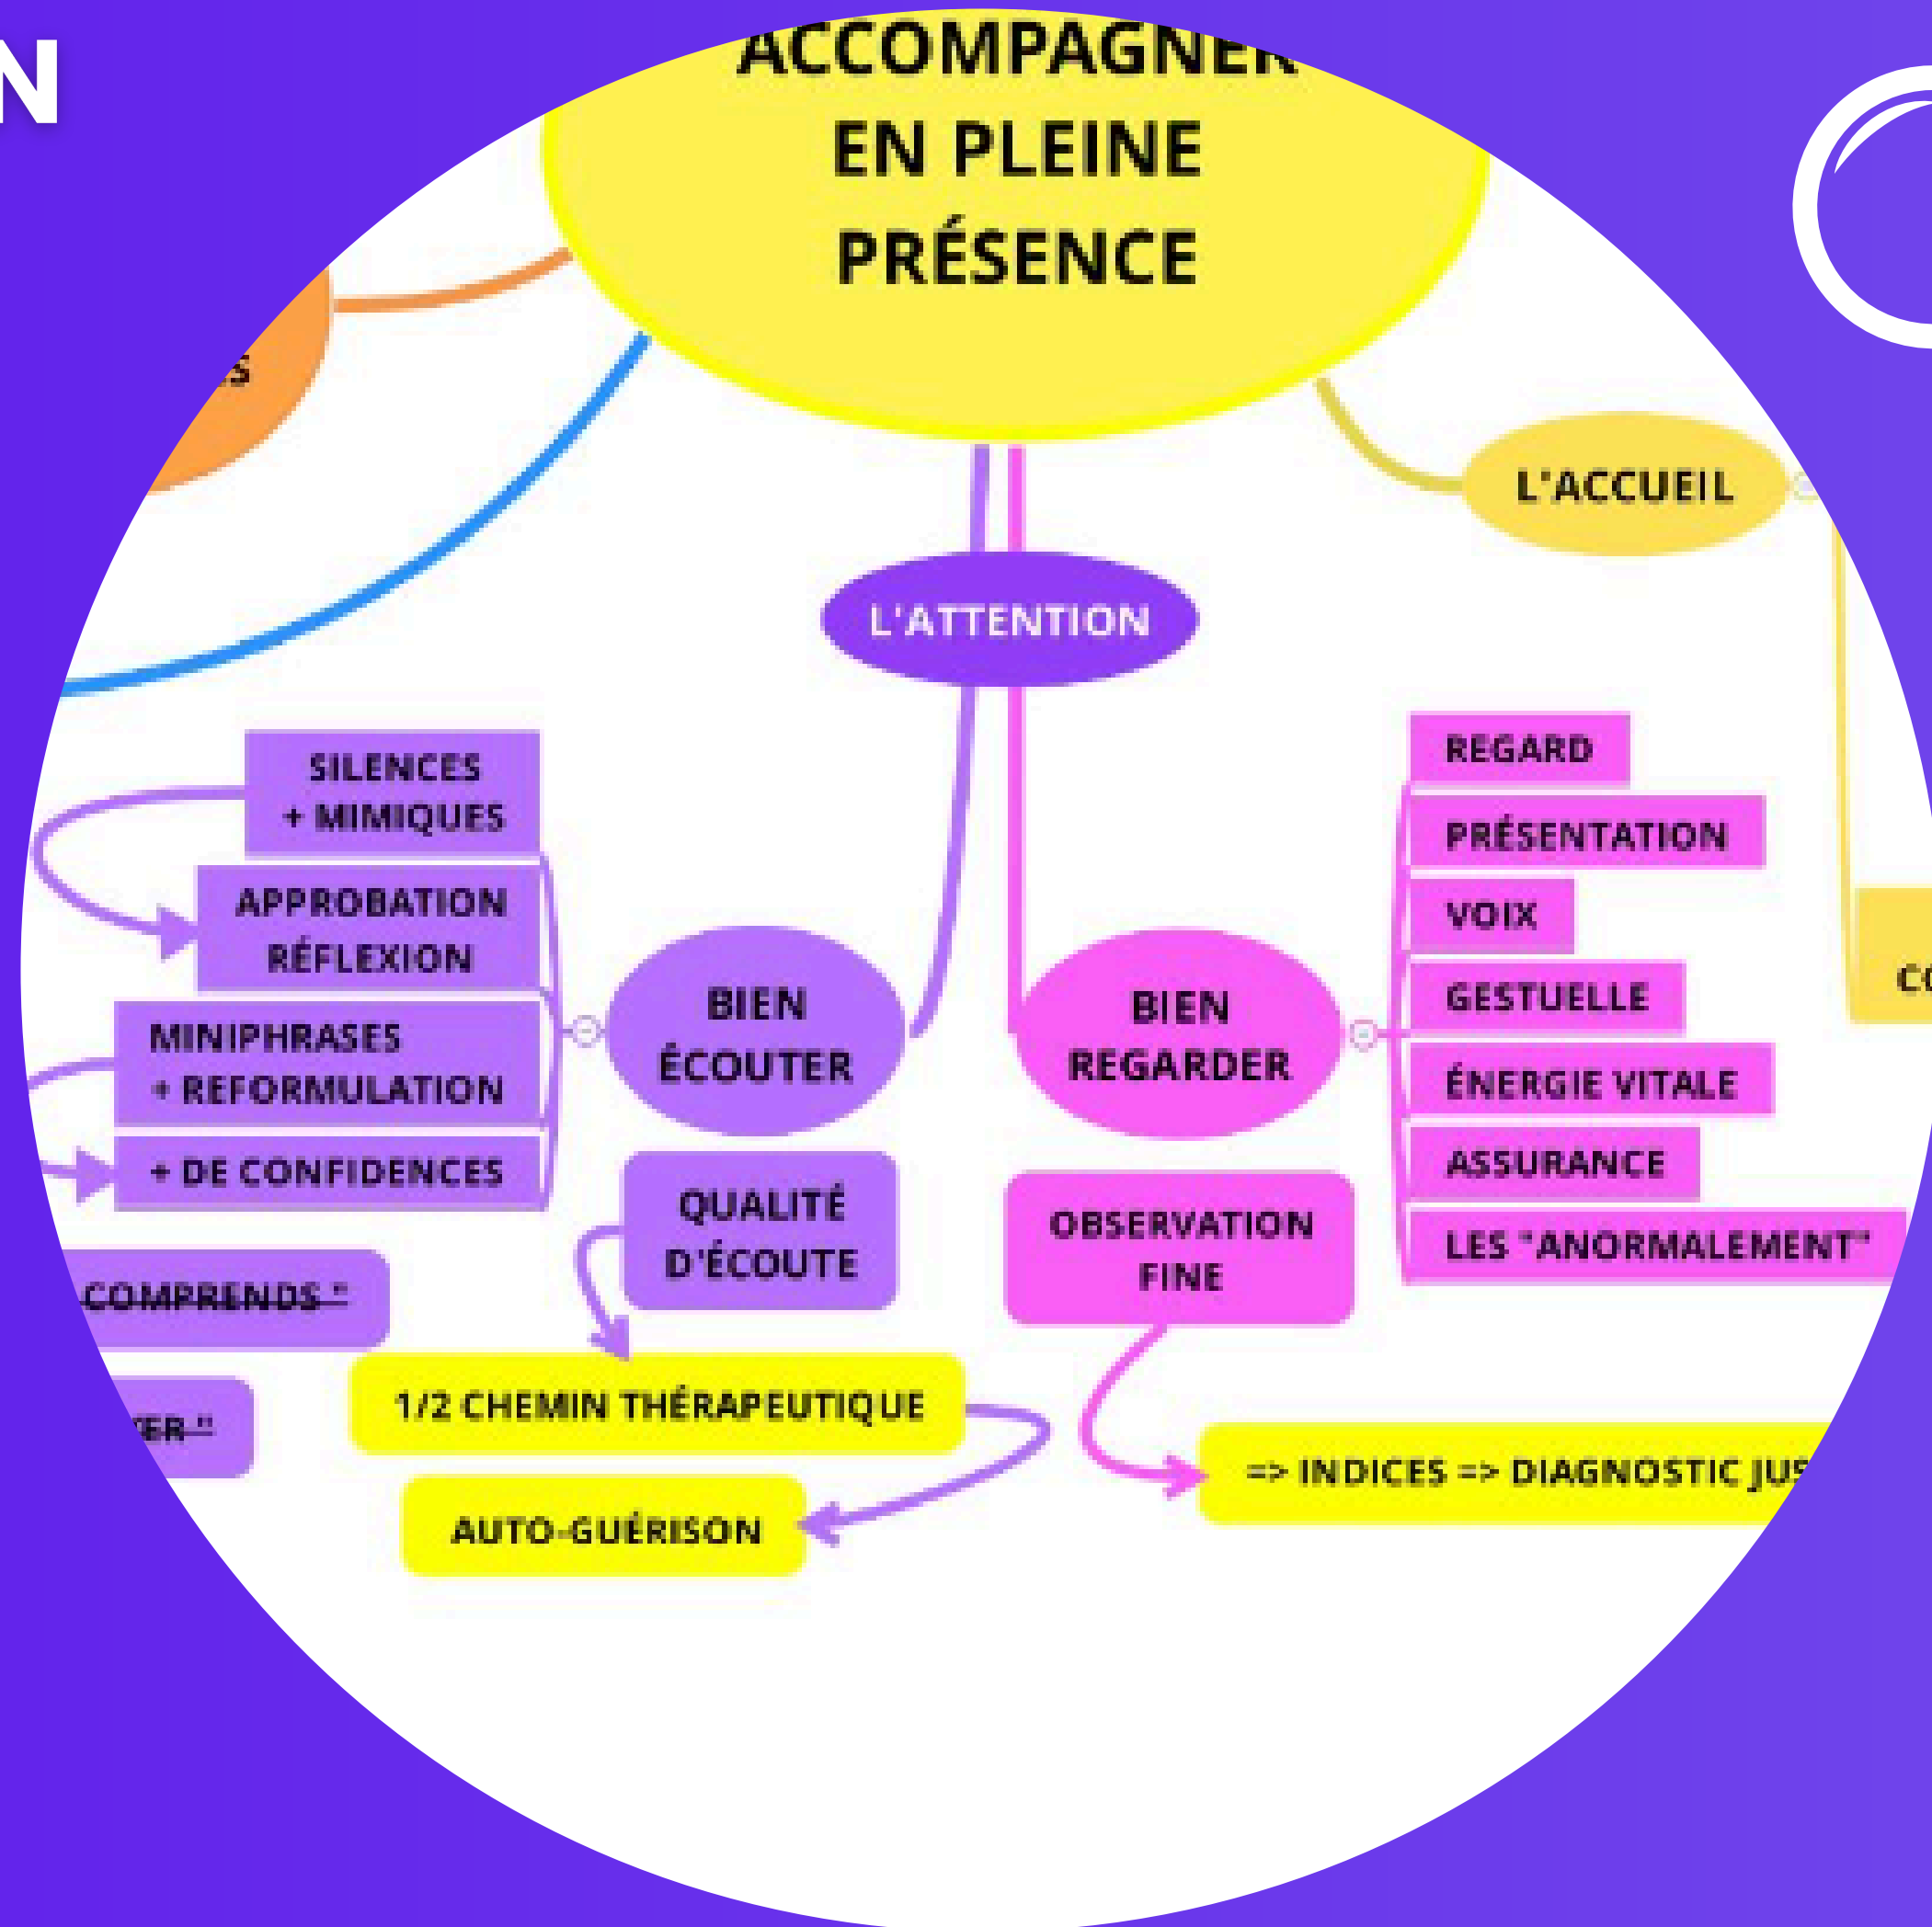 N
ACCOMPAGNER
EN PLEINE
PRÉSENCE
L'ACCUEIL
L'ATTENTION
SILENCES
+ MIMIQUES
APPROBATION
RÉFLEXION
MINIPHRASES
+ REFORMULATION
+ DE CONFIDENCES
BIEN
ÉCOUTER
QUALITÉ
D'ÉCOUTE
COMPRENDS "
1/2 CHEMIN THÉRAPEUTIQUE
AUTO-GUÉRISON
BIEN
REGARDER
REGARD
PRÉSENTATION
VOIX
GESTUELLE
ÉNERGIE VITALE
ASSURANCE
LES "ANORMALEMENT"
OBSERVATION
FINE
=> INDICES => DIAGNOSTIC